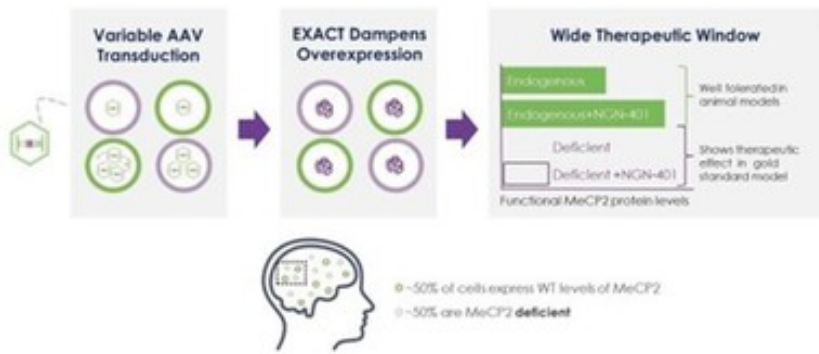 Variable AAV
Transduction
EXACT Dampens
Overexpression
Wide Therapeutic Window
Endogenous
Endogenous+NGN-401
Deficient
Deficient +NGN-401
Functional MeCP2 protein levels
Well tolerated in
animal models
Shows therapeutic
effect in gold
standard model
~50% of cells express WT levels of MeCP2
~50% are MeCP2 deficient